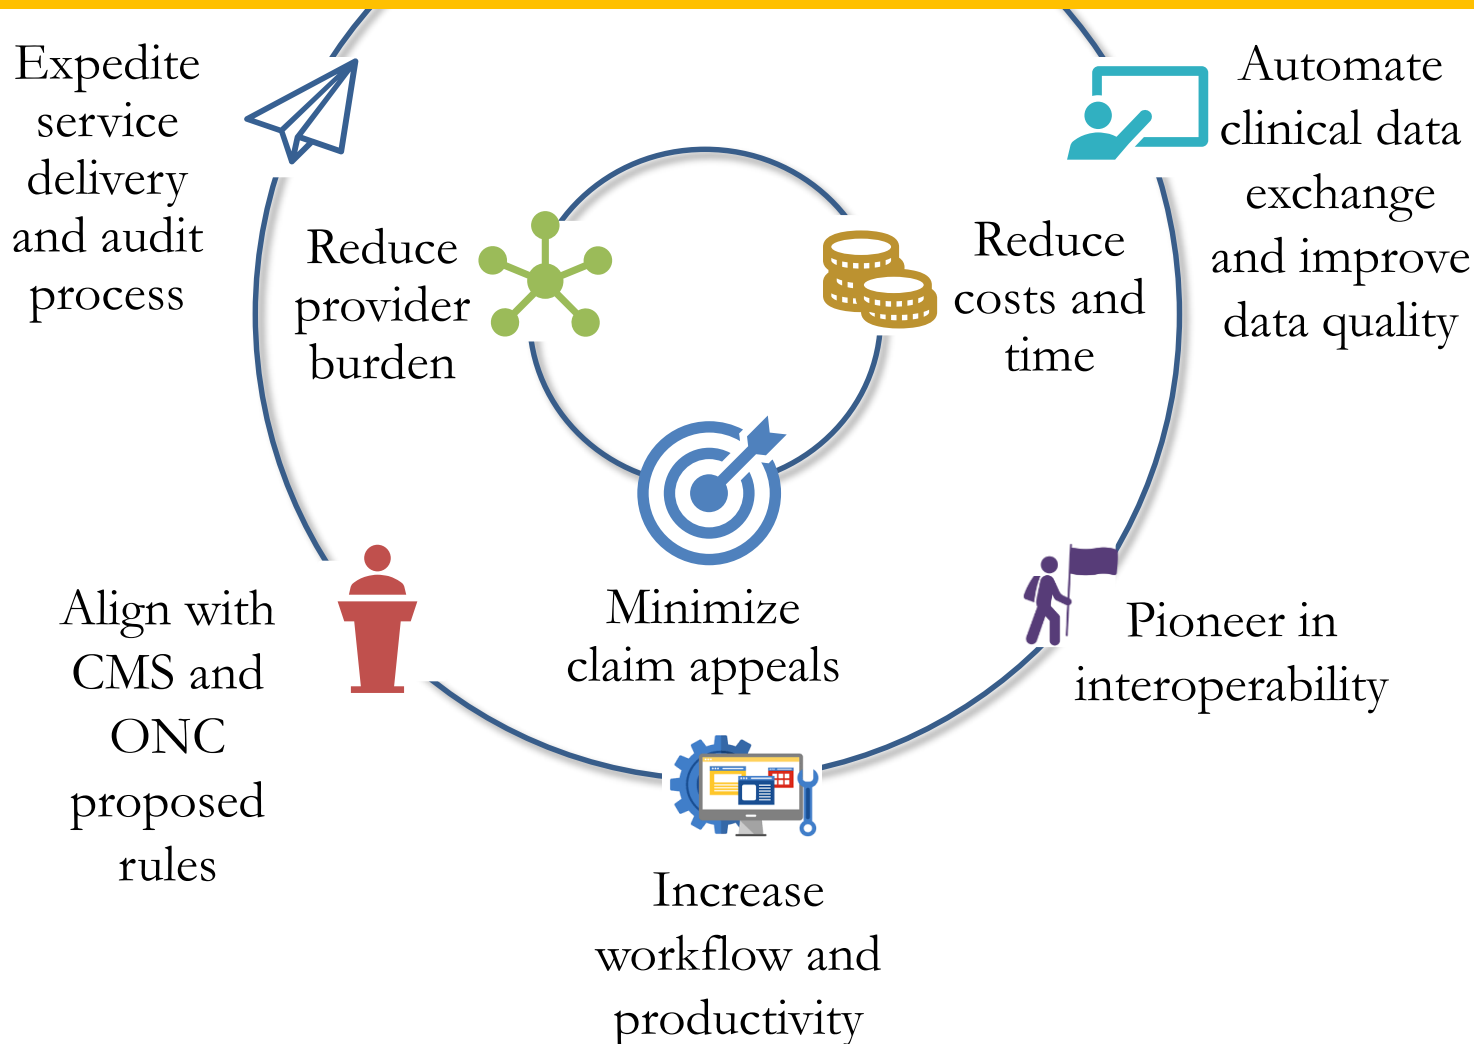 Expedite
service
delivery
and audit
process
Automate
clinical data
exchange
and improve
data quality
Reduce
provider
burden
Reduce
costs and
time
Minimize
claim appeals
Align with
CMS and
ONC
proposed
rules
Pioneer in
interoperability
Increase
workflow and
productivity